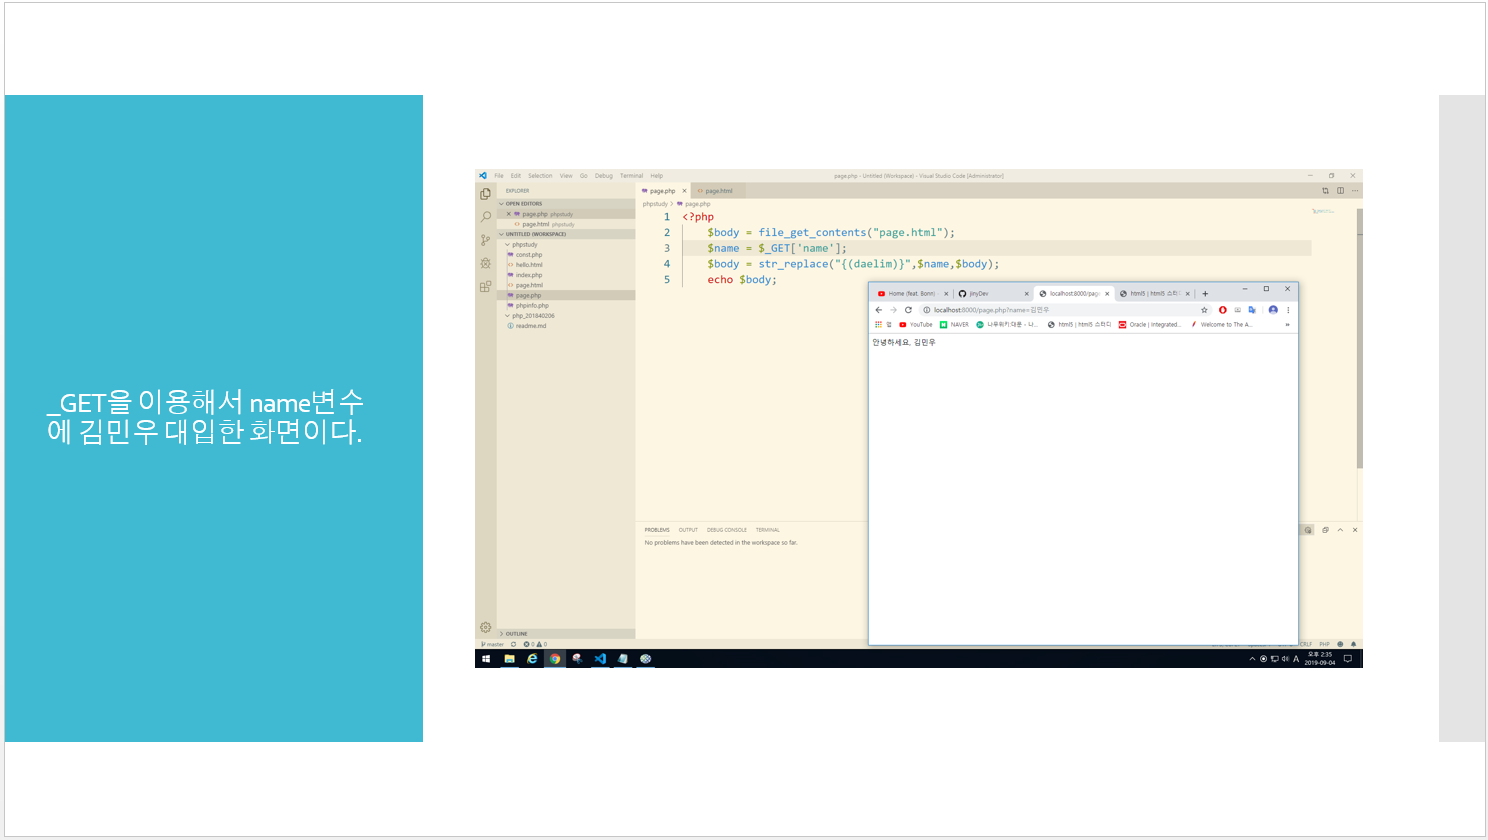 _GET을 이용해서 name변수
에 김민우 대입한 화면이다.
File Edit Selection View Go Debug Terminal Help
page.php - Untitled (Workspace) - Visual Studio Code [Administrator]
EXPLORER
OPEN EDITORS
page.php phpstudy
page.html phpstudy
UNTITLED (WORKSPACE)
phpstudy
const.php
hello.html
index.php
page.html
page.php
phpinfo.php
php_201840206
readme.md
OUTLINE
page.php page.html
phpstudy > page.php
1 <?php
2 $body = file_get_contents("page.html");
3 $name = $_GET['name'];
4 $body = str_replace("{(daelim)}",$name,$body);
5 echo $body;
Home (feat. Bonn) jinyDev localhost:8000/page html5 | html5 스터디
localhost:8000/page.php?name=김민우
앱 YouTube NAVER 나무위키:대문 - 나... html5 | html5 스터디 Oracle | Integrated... Welcome to The A... »
안녕하세요, 김민우
PROBLEMS OUTPUT DEBUG CONSOLE TERMINAL
No problems have been detected in the workspace so far.
master 0 0
CRLF PHP
A 오후 2:35
2019-09-04